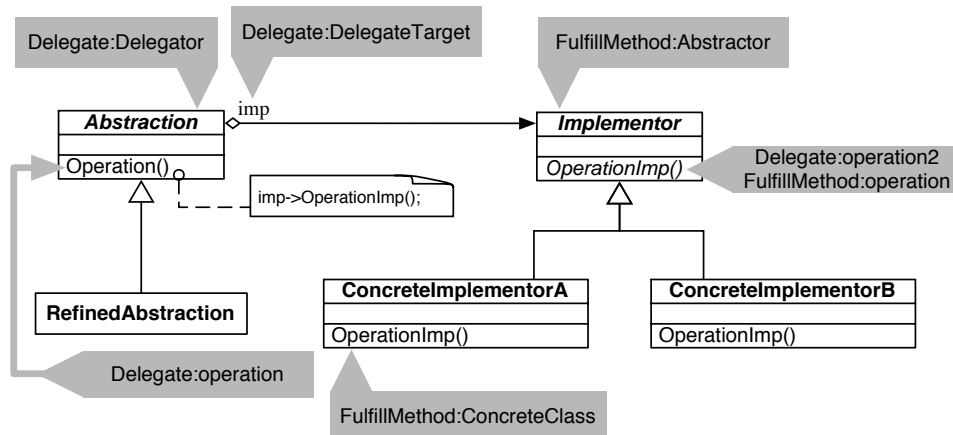 Delegate:Delegator
Delegate:DelegateTarget
FulfillMethod:Abstractor
imp
Abstraction
Implementor
Operation()
OperationImp()
Delegate:operation2
FulfillMethod:operation
imp->OperationImp();
RefinedAbstraction
ConcreteImplementorA
ConcreteImplementorB
OperationImp()
OperationImp()
Delegate:operation
FulfillMethod:ConcreteClass